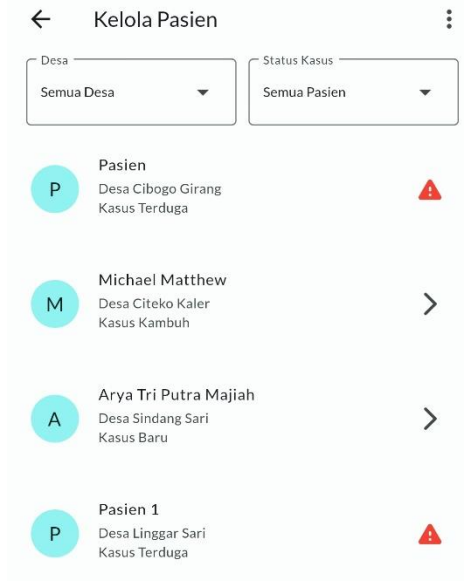 Kelola Pasien
Desa
Status Kasus
Semua Desa
Semua Pasien
P
Pasien
Desa Cibogo Girang
Kasus Terduga
M
Michael Matthew
Desa Citeko Kaler
Kasus Kambuh
A
Arya Tri Putra Majiah
Desa Sindang Sari
Kasus Baru
P
Pasien 1
Desa Linggar Sari
Kasus Terduga